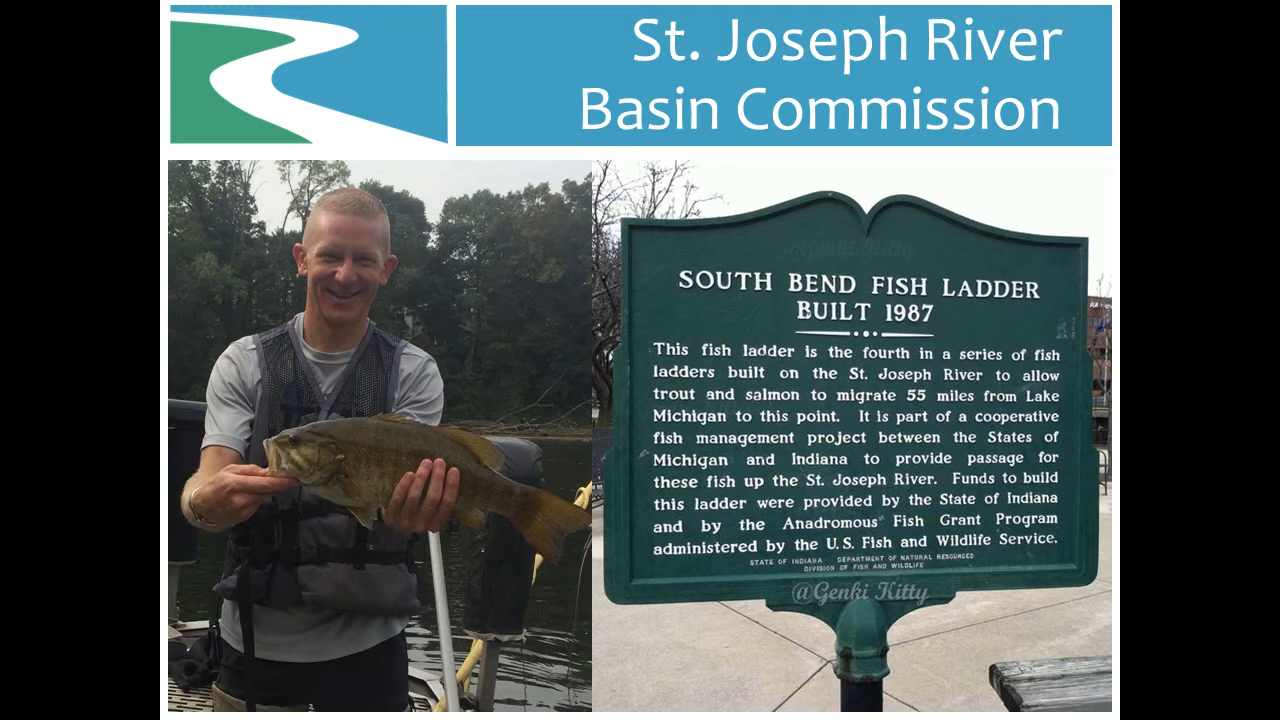 St. Joseph River
Basin Commission
@Genki Kitty
SOUTH BEND FISH LADDER
BUILT 1987
This fish ladder is the fourth in a series of fish
ladders built on the St. Joseph River to allow
trout and salmon to migrate 55 miles from Lake
Michigan to this point. It is part of a cooperative
fish management project between the States of
Michigan and Indiana to provide passage for
these fish up the St. Joseph River. Funds to build
this ladder were provided by the State of Indiana
and by the Anadromous Fish Grant Program
administered by the U.S. Fish and Wildlife Service.
STATE OF INDIANA DEPARTMENT OF NATURAL RESOURCES
DIVISION OF FISH AND WILDLIFE
@Genki Kitty